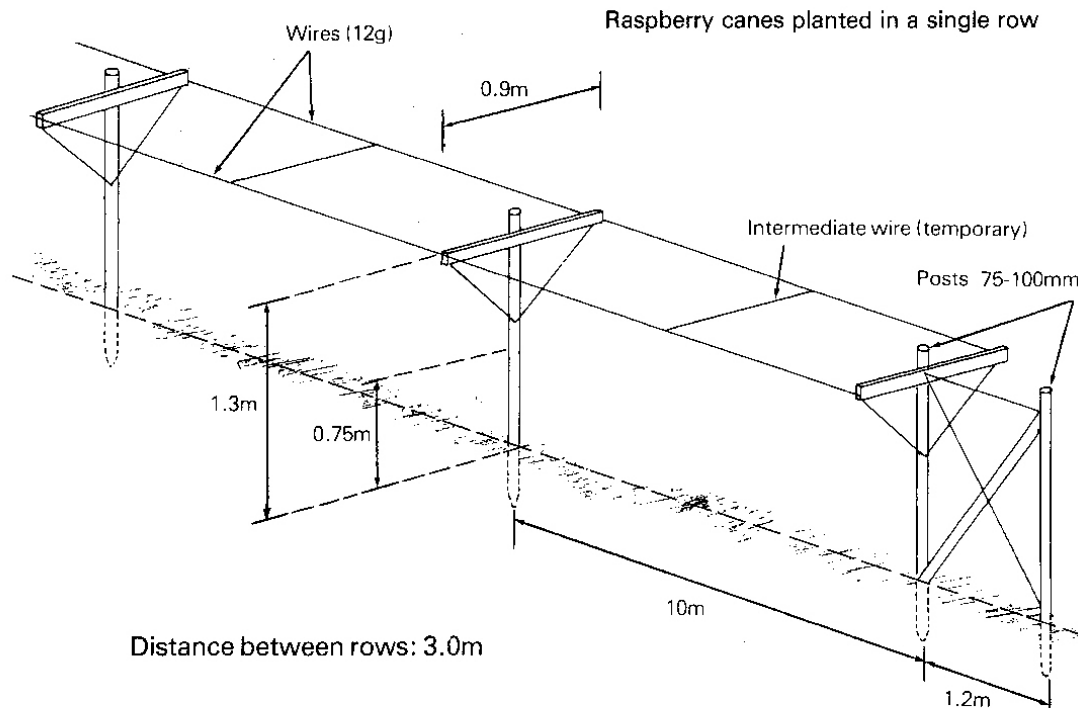 Raspberry canes planted in a single row
Wires (12g)
0.9m
Intermediate wire (temporary)
Posts 75-100mm
1.3m
0.75m
10m
Distance between rows: 3.0m
1.2m